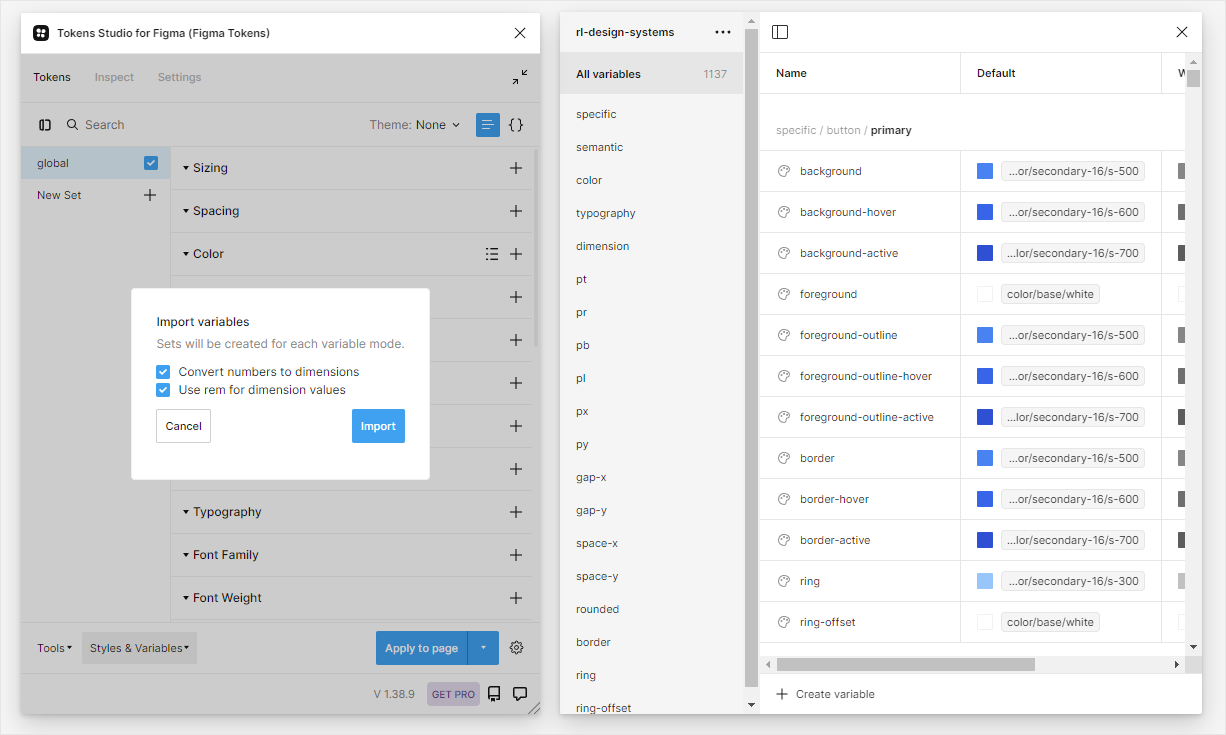 Tokens Studio for Figma (Figma Tokens)
Tokens
Inspect
Settings
Search
Theme: None
global
New Set
Sizing
Spacing
Color
Import variables
Sets will be created for each variable mode.
Convert numbers to dimensions
Use rem for dimension values
Cancel
Import
Typography
Font Family
Font Weight
Tools
Styles & Variables
Apply to page
V 1.38.9
GET PRO
rl-design-systems
All variables 1137
specific
semantic
color
typography
dimension
pt
pr
pb
pl
px
py
gap-x
gap-y
space-x
space-y
rounded
border
ring
ring-offset
Name Default
specific / button / primary
background ...or/secondary-16/s-500
background-hover ...or/secondary-16/s-600
background-active ...lor/secondary-16/s-700
foreground color/base/white
foreground-outline ...or/secondary-16/s-500
foreground-outline-hover ...or/secondary-16/s-600
foreground-outline-active ...lor/secondary-16/s-700
border ...or/secondary-16/s-500
border-hover ...or/secondary-16/s-600
border-active ...lor/secondary-16/s-700
ring ...or/secondary-16/s-300
ring-offset color/base/white
Create variable